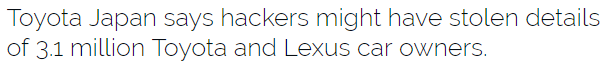 Toyota Japan says hackers might have stolen details
of 3.1 million Toyota and Lexus car owners.